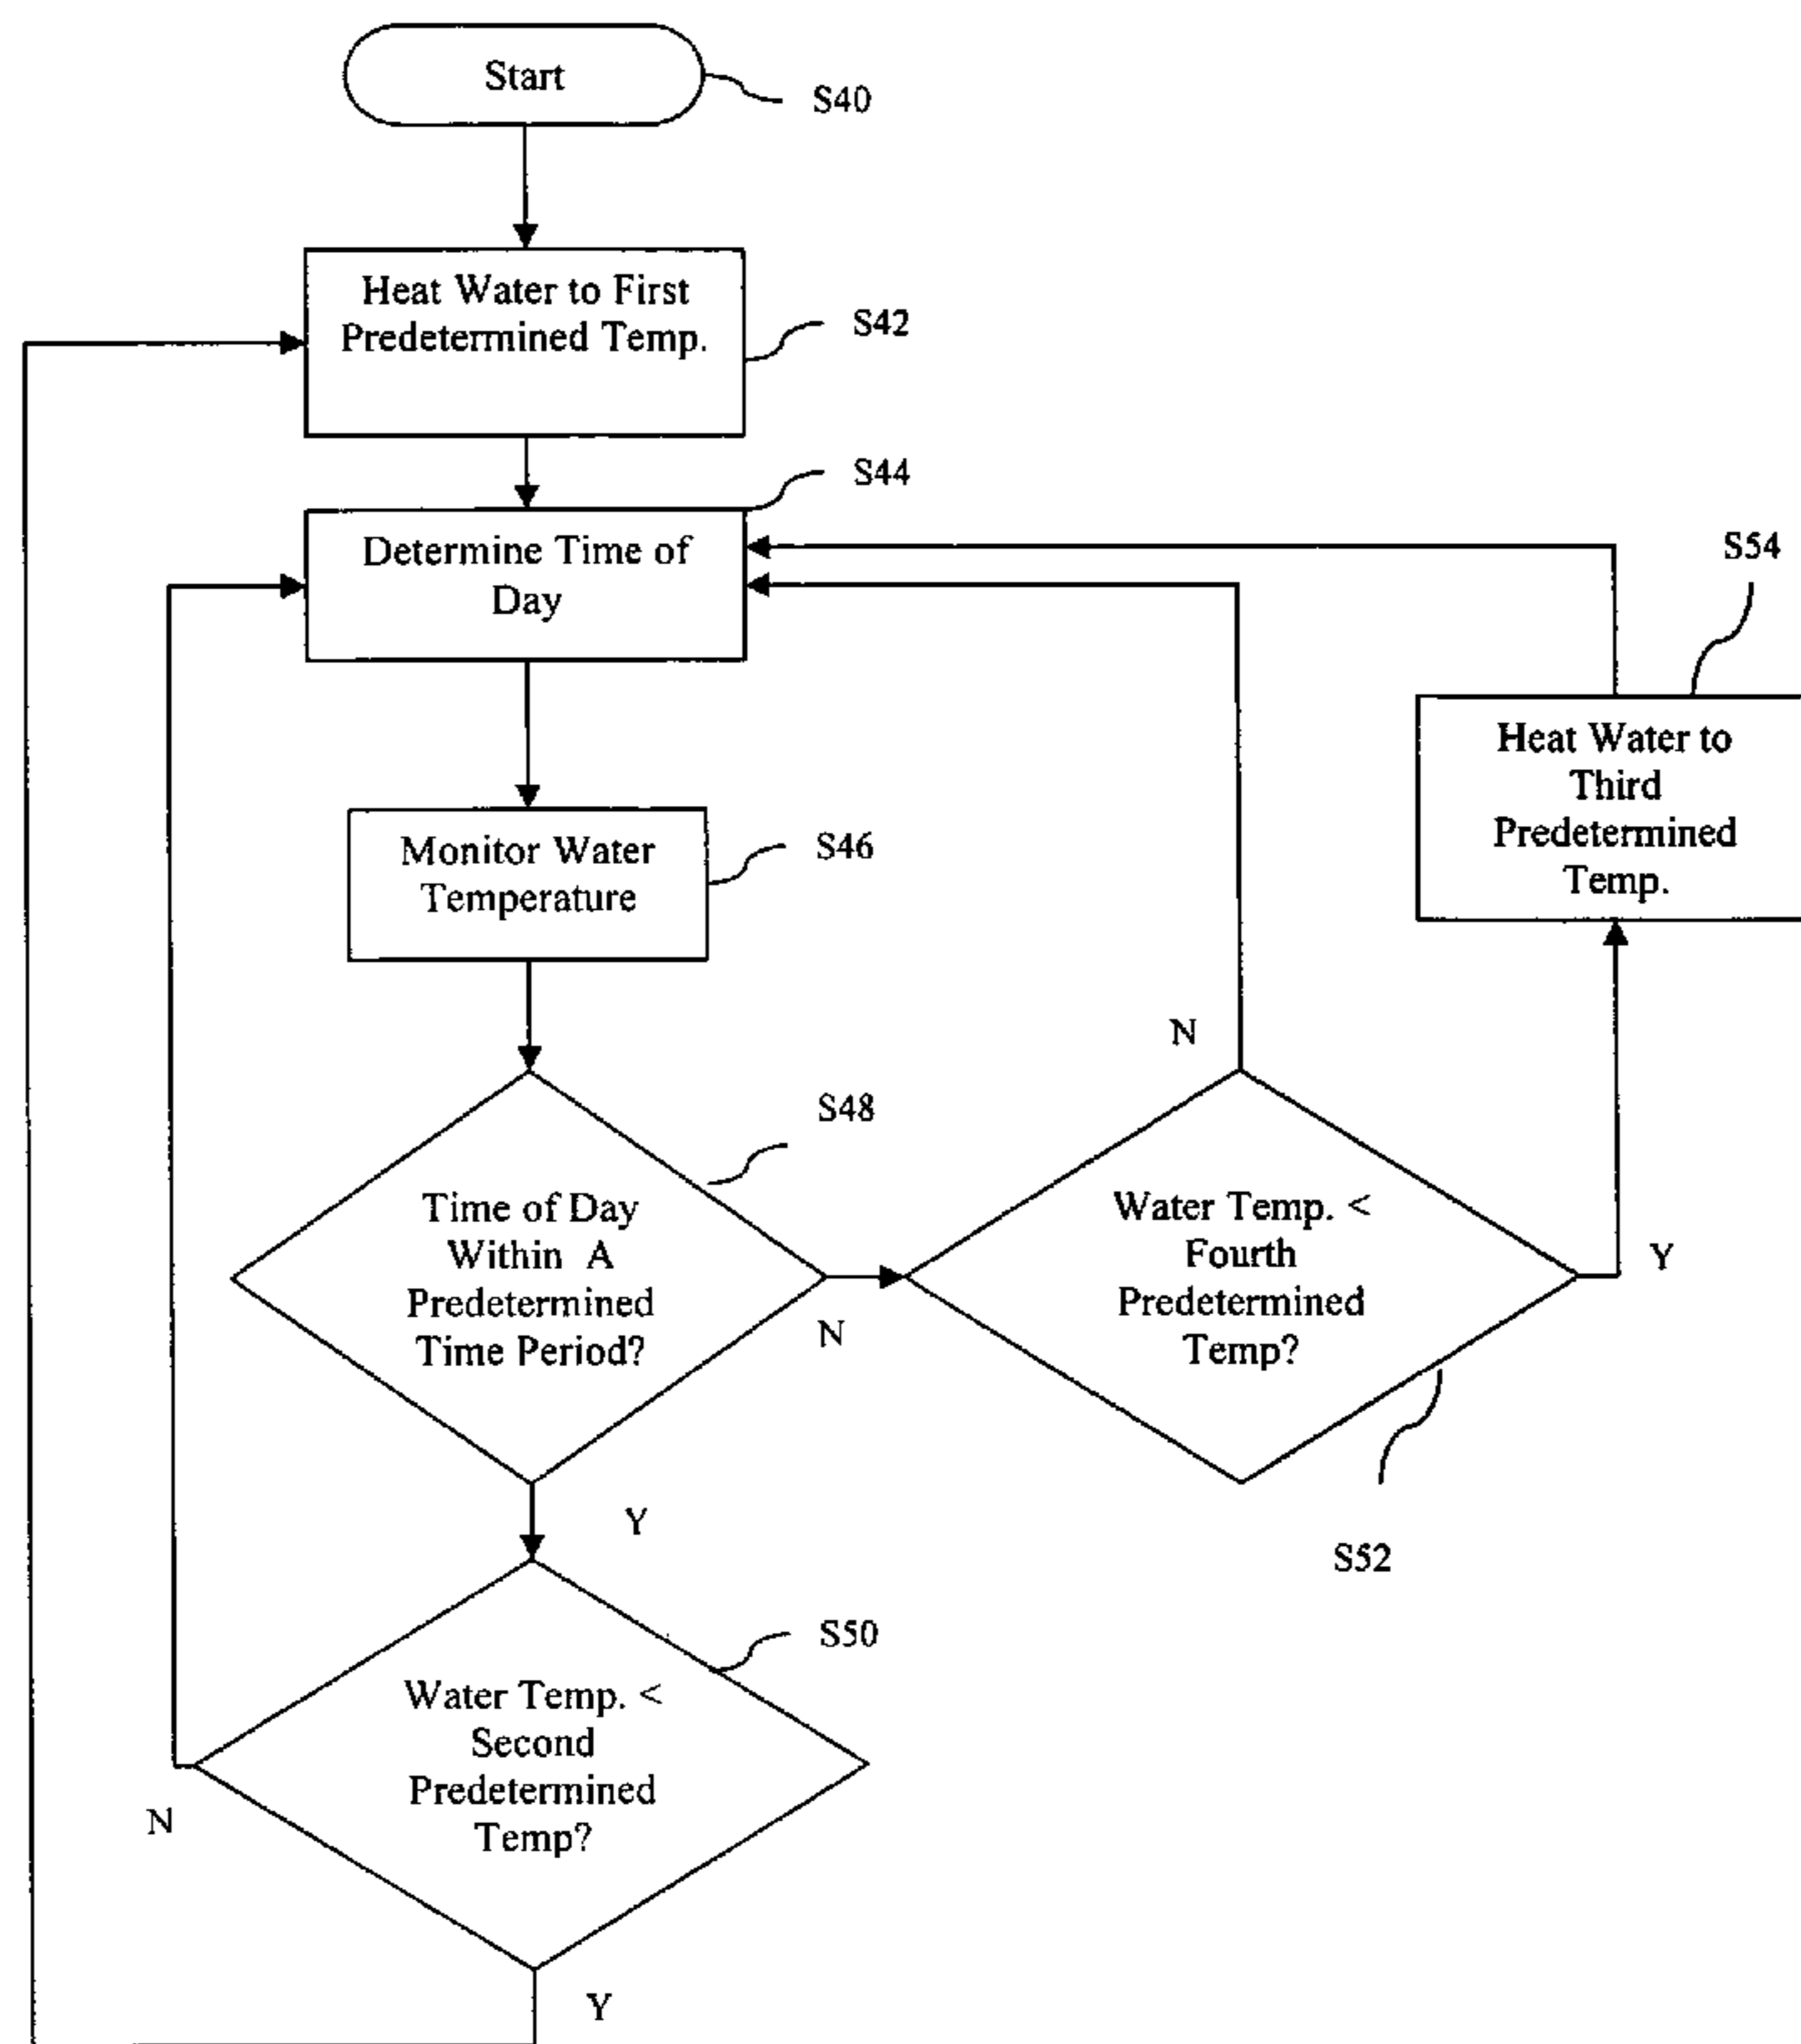 Start
S40
Heat Water to First
Predetermined Temp.
S42
S44
Determine Time of
Day
S54
Heat Water to
Third
Predetermined
Temp.
Monitor Water
Temperature
S46
N
S48
Time of Day
Within A
Predetermined
Time Period?
N
Water Temp. <
Fourth
Predetermined
Temp?
Y
Y
S52
S50
Water Temp. <
Second
Predetermined
Temp?
N
Y